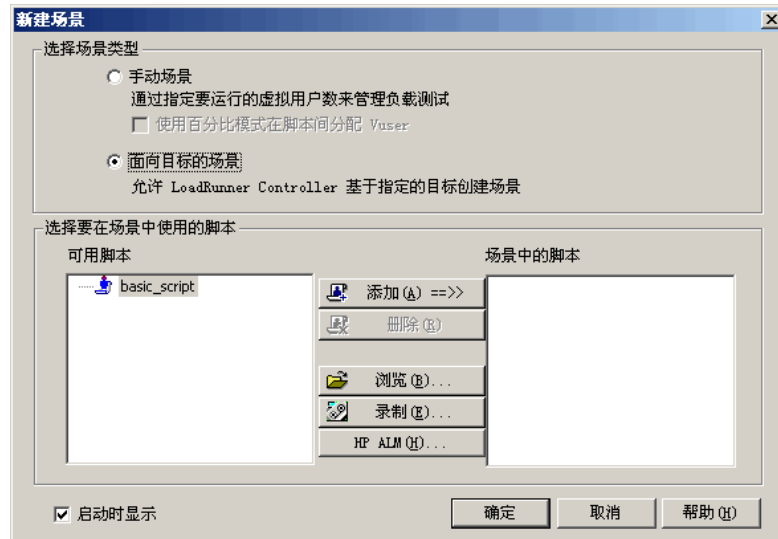 新建场景
选择场景类型
手动场景
通过指定要运行的虚拟用户数来管理负载测试
使用百分比模式在脚本间分配 Vuser
面向目标的场景
允许 LoadRunner Controller 基于指定的目标创建场景
选择要在场景中使用的脚本
可用脚本
场景中的脚本
basic_script
添加(A) ==>>
删除(R)
浏览(B)...
录制(E)...
HP ALM(H)...
启动时显示
确定
取消
帮助(H)